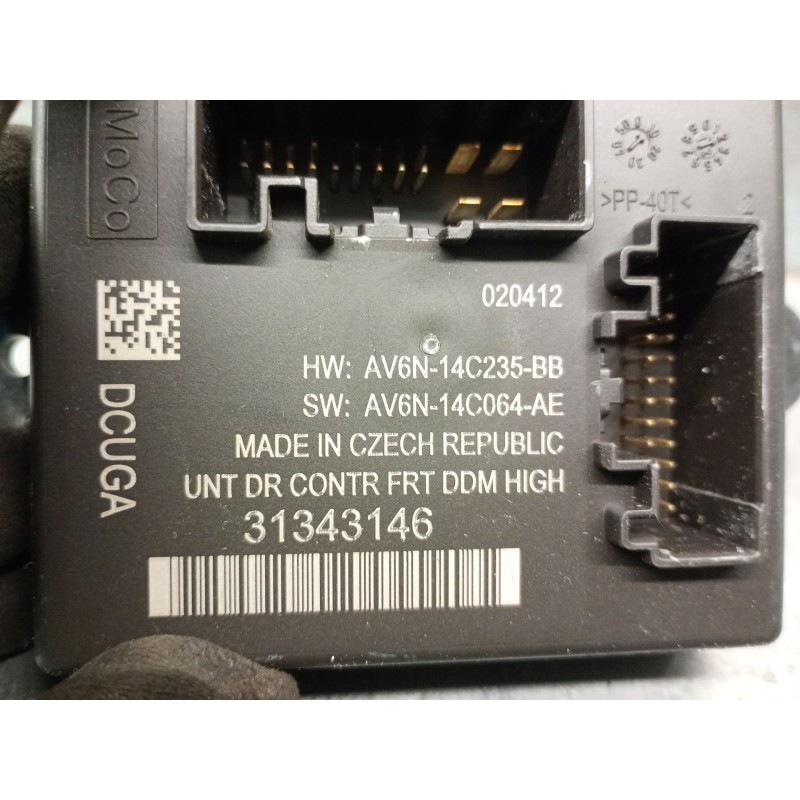 MoCo
>PP-40T<
2
020412
HW: AV6N-14C235-BB
SW: AV6N-14C064-AE
MADE IN CZECH REPUBLIC
UNT DR CONTR FRT DDM HIGH
31343146
DCUGA